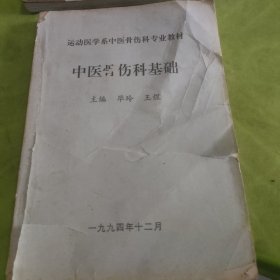 运动医学系中医骨伤科专业教材
中医骨伤科基础
主编 毕玲 王煜
一九九四年十二月